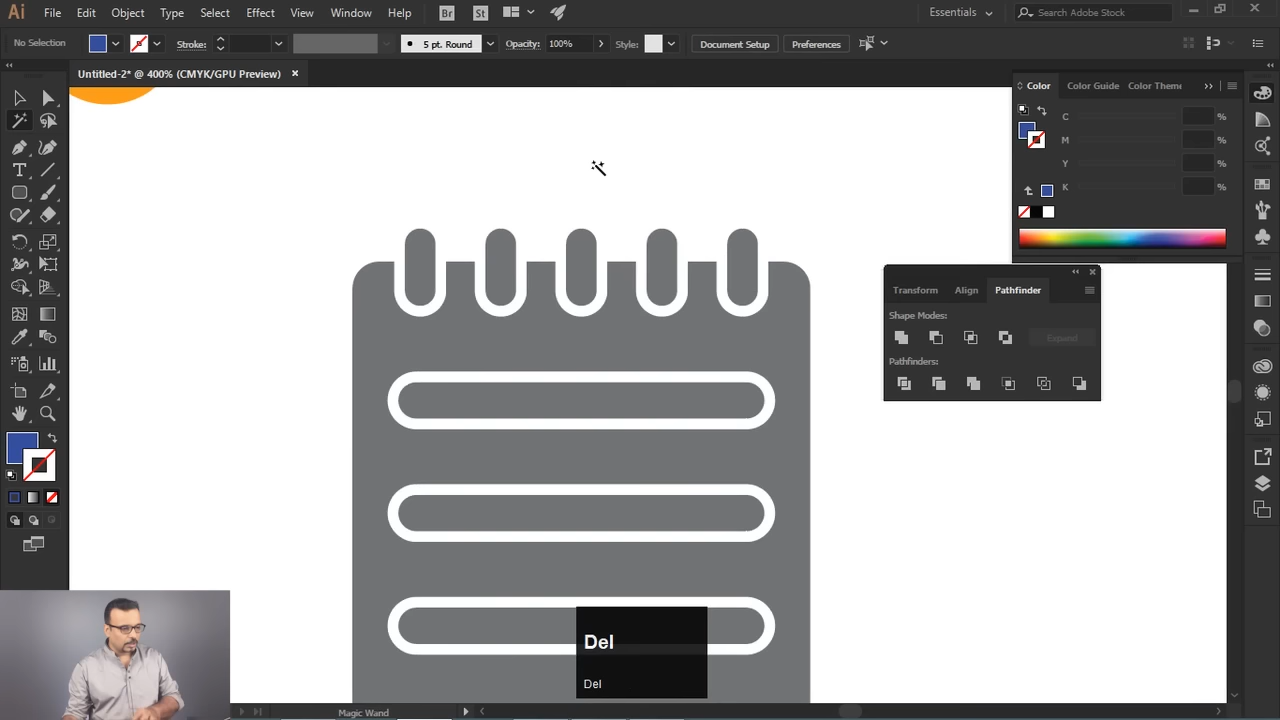 Ai File Edit Object Type Select Effect View Window Help Br St Essentials Search Adobe Stock
No Selection Stroke: 5 pt. Round Opacity: 100% Style: Document Setup Preferences
Untitled-2* @ 400% (CMYK/GPU Preview) ×
Color Color Guide Color Theme
C %
M %
Y %
K %
Transform Align Pathfinder
Shape Modes:
Expand
Pathfinders:
Del
Del
Magic Wand